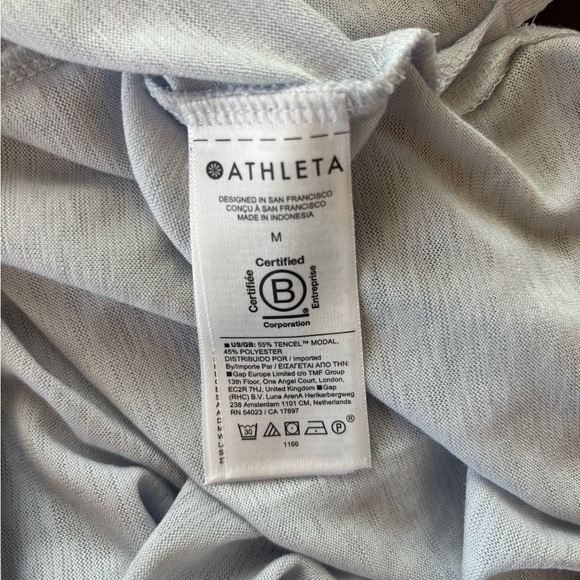 ATHLETA
DESIGNED IN SAN FRANCISCO
CONÇU À SAN FRANCISCO
MADE IN INDONESIA
M
Certified
Certifiée
B
Entreprise
®
Corporation
■ US/GB: 55% TENCEL™ MODAL,
45% POLYESTER
DISTRIBUIDO POR / Imported
By/Importe Par / ΕΙΣΑΓΕΤΑΙ ΑΠΟ ΤΗΝ:
■Gap Europe Limited c/o TMF Group
13th Floor, One Angel Court, London,
EC2R 7HJ, United Kingdom ■Gap
(RHC) B.V. Luna ArenA Herikerbergweg
238 Amsterdam 1101 CM, Netherlands
RN 54023 / CA 17897
30
P
®
1166